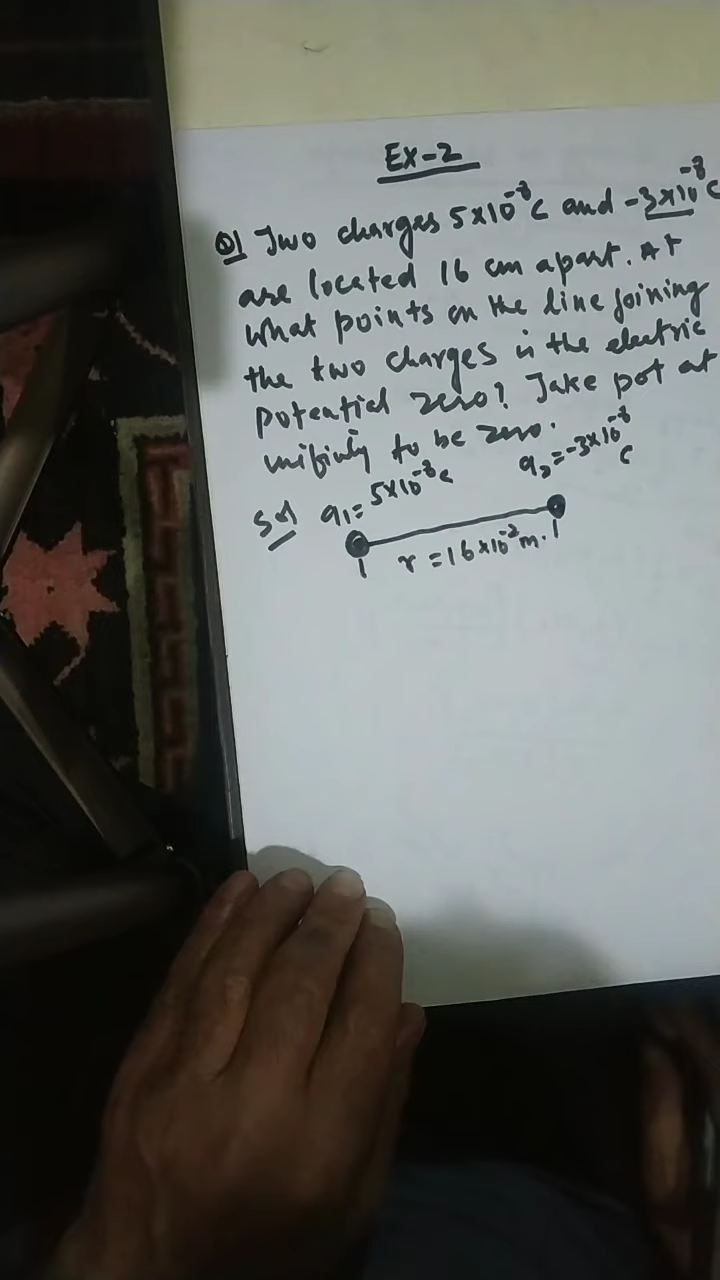 Ex-2
Q1 Two charges 5×10⁻⁸C and -3×10⁻⁸C
are located 16 cm apart. At
what points on the line joining
the two charges is the electric
potential zero? Take pot at
infinity to be zero.
Sol q₁= 5×10⁻⁸C q₂=-3×10⁻⁸ C
r = 16×10⁻²m.